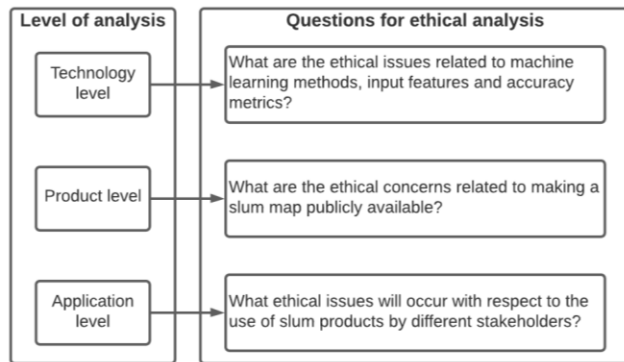 Level of analysis
Questions for ethical analysis
Technology
level
What are the ethical issues related to machine
learning methods, input features and accuracy
metrics?
Product level
What are the ethical concerns related to making a
slum map publicly available?
Application
level
What ethical issues will occur with respect to the
use of slum products by different stakeholders?